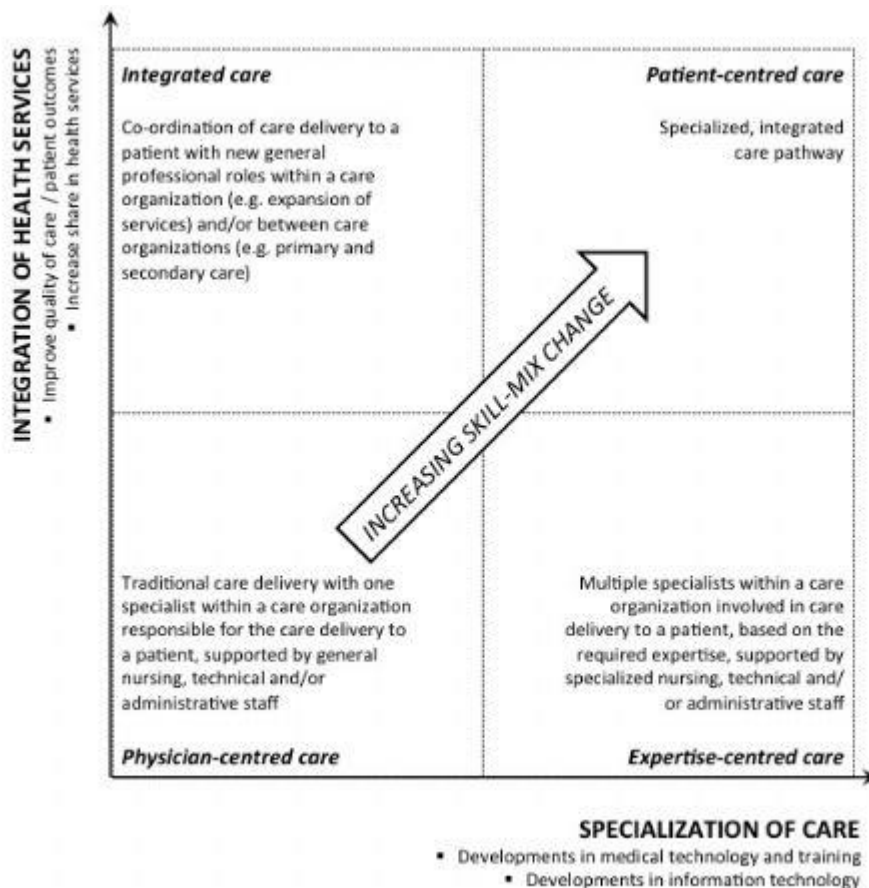 INTEGRATION OF HEALTH SERVICES
▪ Improve quality of care / patient outcomes
▪ Increase share in health services
Integrated care
Co-ordination of care delivery to a
patient with new general
professional roles within a care
organization (e.g. expansion of
services) and/or between care
organizations (e.g. primary and
secondary care)
Patient-centred care
Specialized, integrated
care pathway
INCREASING SKILL-MIX CHANGE
Traditional care delivery with one
specialist within a care organization
responsible for the care delivery to
a patient, supported by general
nursing, technical and/or
administrative staff
Physician-centred care
Multiple specialists within a care
organization involved in care
delivery to a patient, based on the
required expertise, supported by
specialized nursing, technical and/
or administrative staff
Expertise-centred care
SPECIALIZATION OF CARE
▪ Developments in medical technology and training
▪ Developments in information technology